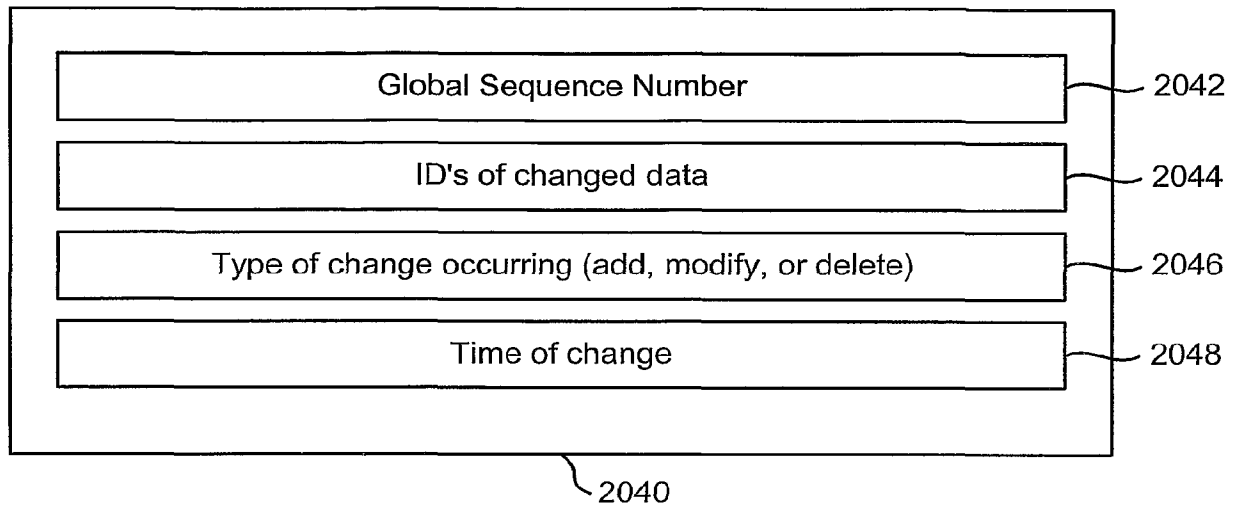 Global Sequence Number 2042
ID's of changed data 2044
Type of change occurring (add, modify, or delete) 2046
Time of change 2048
2040